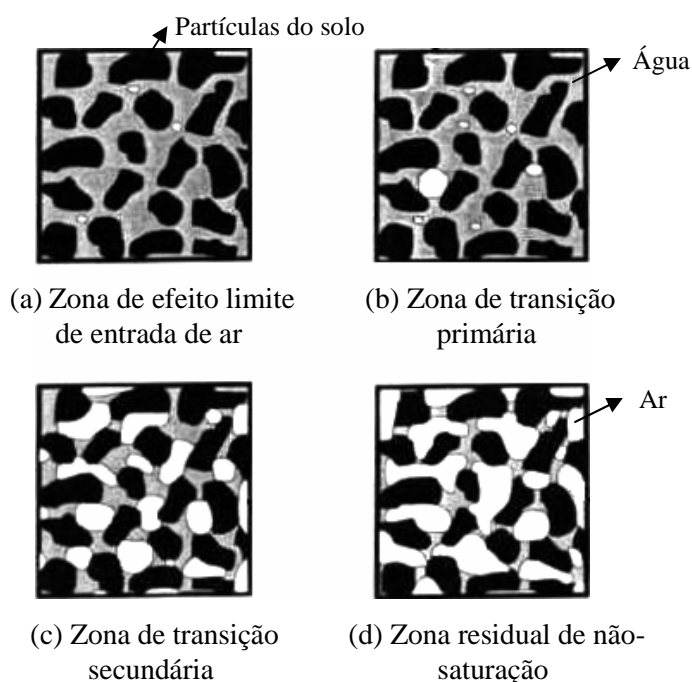 Partículas do solo
Água
(a) Zona de efeito limite
de entrada de ar
(b) Zona de transição
primária
Ar
(c) Zona de transição
secundária
(d) Zona residual de não-
saturação